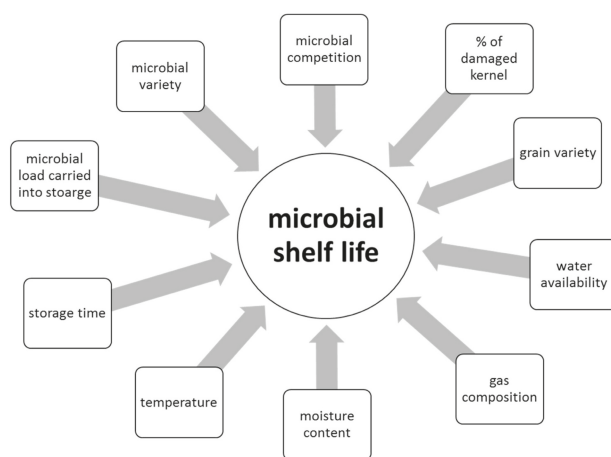 microbial
competition
% of
damaged
kernel
microbial
variety
grain variety
microbial
load carried
into stoarge
microbial
shelf life
water
availability
storage time
gas
composition
temperature
moisture
content